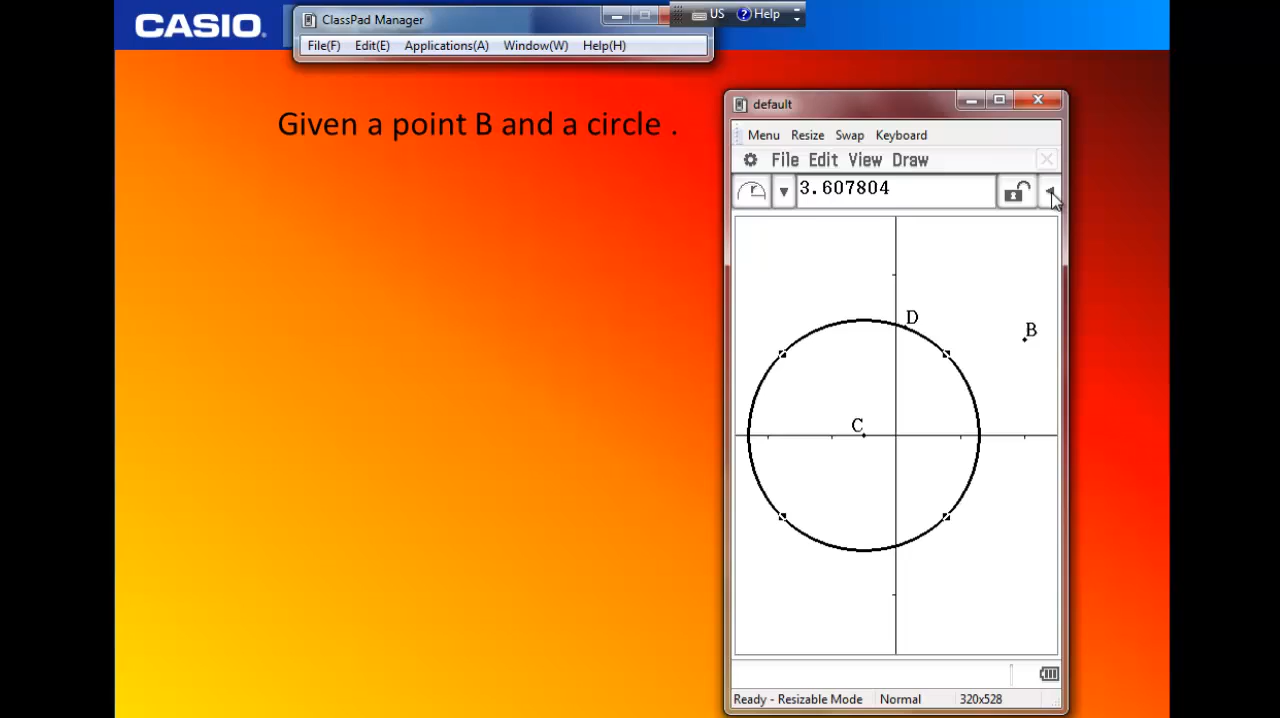 CASIO.
ClassPad Manager
US Help
File(F) Edit(E) Applications(A) Window(W) Help(H)
Given a point B and a circle .
default
Menu Resize Swap Keyboard
File Edit View Draw
3.607804
D
B
C
Ready - Resizable Mode Normal 320x528